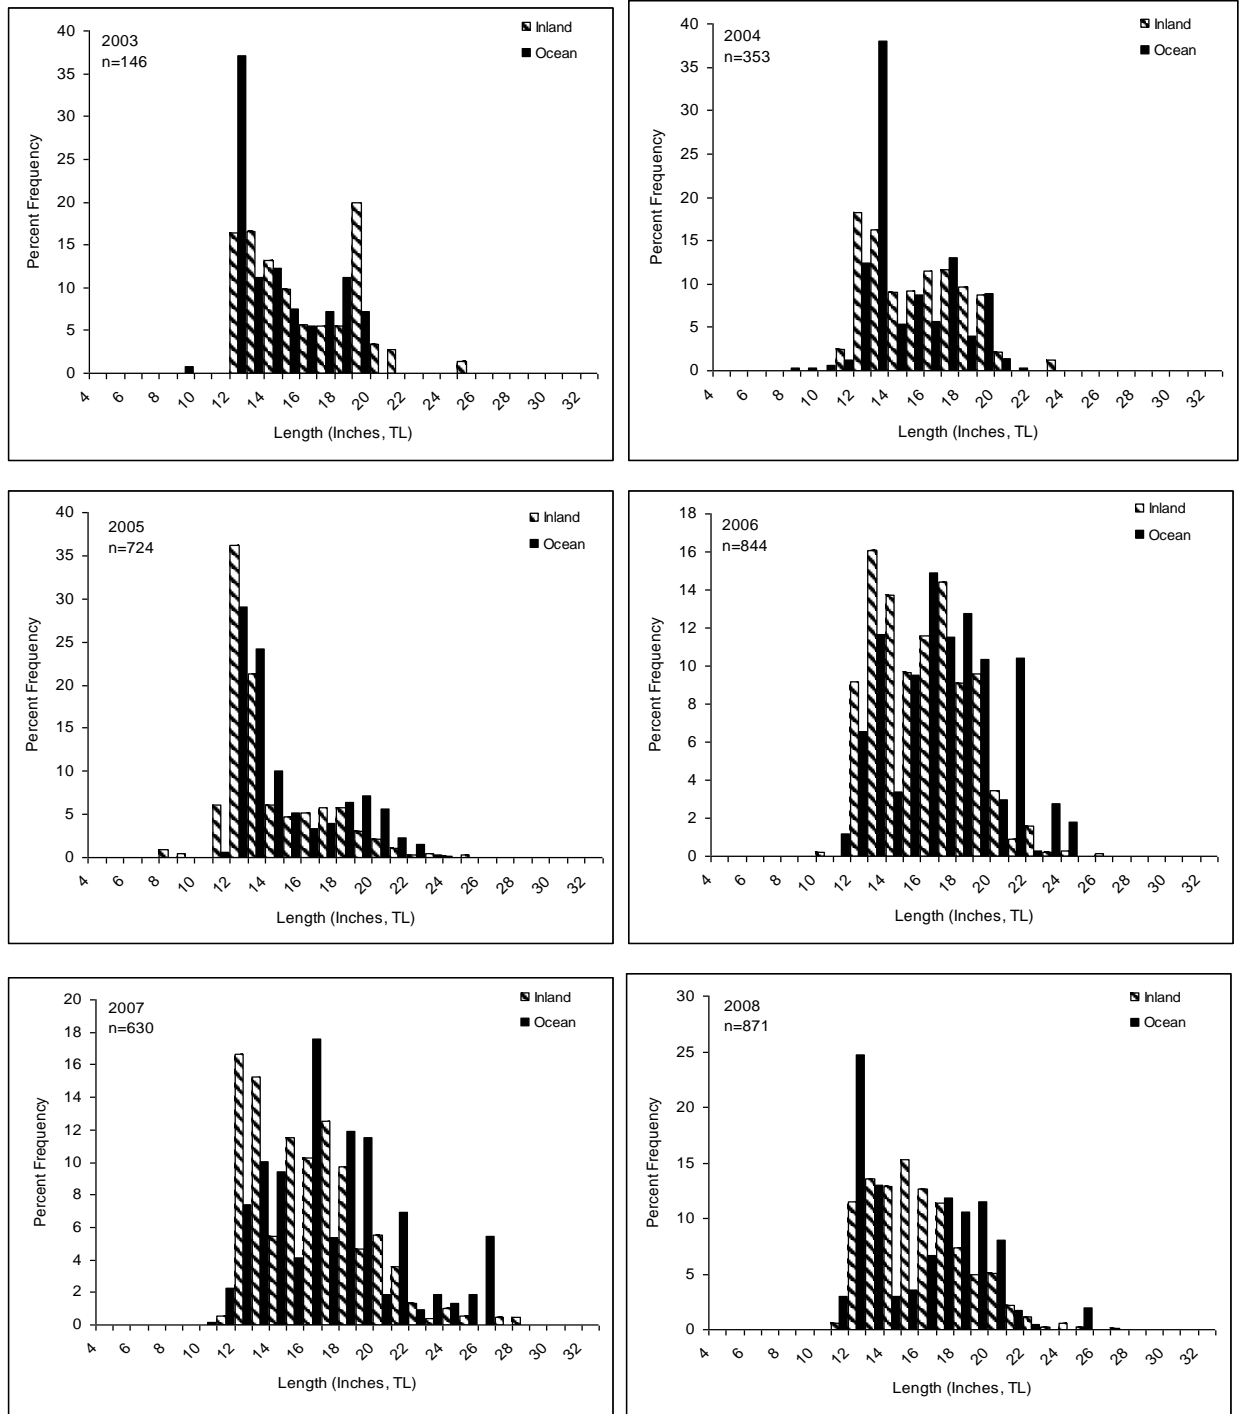 2003
n=146
Inland
Ocean
Percent Frequency
40
35
30
25
20
15
10
5
0
4 6 8 10 12 14 16 18 20 22 24 26 28 30 32
Length (Inches, TL)
2004
n=353
Inland
Ocean
Percent Frequency
40
35
30
25
20
15
10
5
0
4 6 8 10 12 14 16 18 20 22 24 26 28 30 32
Length (Inches, TL)
2005
n=724
Inland
Ocean
Percent Frequency
40
35
30
25
20
15
10
5
0
4 6 8 10 12 14 16 18 20 22 24 26 28 30 32
Length (Inches, TL)
2006
n=844
Inland
Ocean
Percent Frequency
18
16
14
12
10
8
6
4
2
0
4 6 8 10 12 14 16 18 20 22 24 26 28 30 32
Length (Inches, TL)
2007
n=630
Inland
Ocean
Percent Frequency
20
18
16
14
12
10
8
6
4
2
0
4 6 8 10 12 14 16 18 20 22 24 26 28 30 32
Length (Inches, TL)
2008
n=871
Inland
Ocean
Percent Frequency
30
25
20
15
10
5
0
4 6 8 10 12 14 16 18 20 22 24 26 28 30 32
Length (Inches, TL)